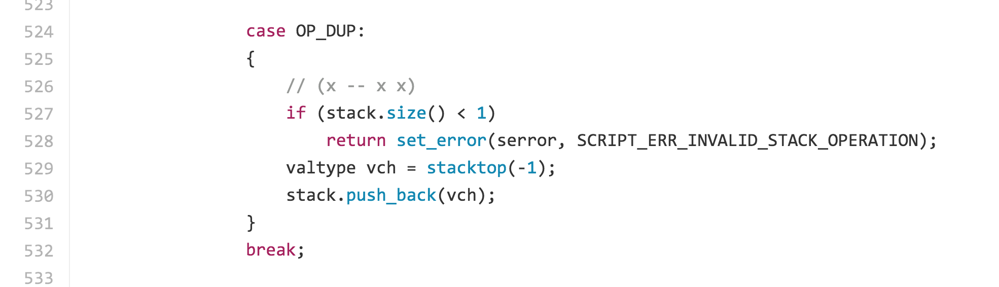 523
524 case OP_DUP:
525 {
526 // (x -- x x)
527 if (stack.size() < 1)
528 return set_error(serror, SCRIPT_ERR_INVALID_STACK_OPERATION);
529 valtype vch = stacktop(-1);
530 stack.push_back(vch);
531 }
532 break;
533